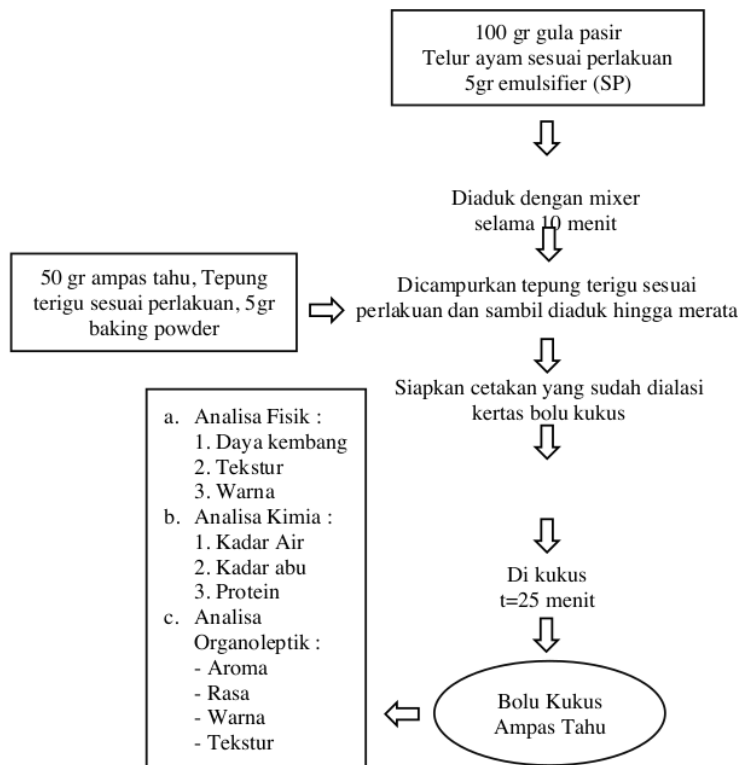 100 gr gula pasir
Telur ayam sesuai perlakuan
5gr emulsifier (SP)
Diaduk dengan mixer
selama 10 menit
50 gr ampas tahu, Tepung
terigu sesuai perlakuan, 5gr
baking powder
Dicampurkan tepung terigu sesuai
perlakuan dan sambil diaduk hingga merata
Siapkan cetakan yang sudah dialasi
kertas bolu kukus
Di kukus
t=25 menit
Bolu Kukus
Ampas Tahu
a. Analisa Fisik :
1. Daya kembang
2. Tekstur
3. Warna
b. Analisa Kimia :
1. Kadar Air
2. Kadar abu
3. Protein
c. Analisa
Organoleptik :
- Aroma
- Rasa
- Warna
- Tekstur